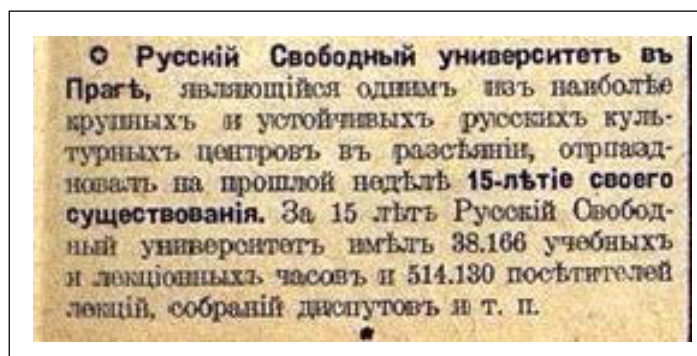 Русскій Свободный университетъ въ
Прагѣ, являющійся однимъ изъ наиболѣе
крупныхъ и устойчивыхъ русскихъ куль-
турныхъ центровъ въ разсѣяніи, отрпазд-
новалъ на прошлой недѣлѣ 15-лѣтіе своего
существованія. За 15 лѣтъ Русскій Свобод-
ный университетъ имѣлъ 38.166 учебныхъ
и лекціонныхъ часовъ и 514.130 посѣтителей
лекцій, собраній диспутовъ и т. п.